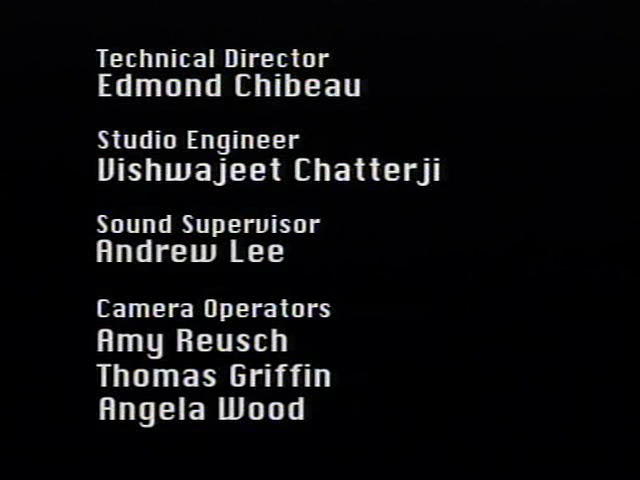 Technical Director
Edmond Chibeau
Studio Engineer
Vishwajeet Chatterji
Sound Supervisor
Andrew Lee
Camera Operators
Amy Reusch
Thomas Griffin
Angela Wood